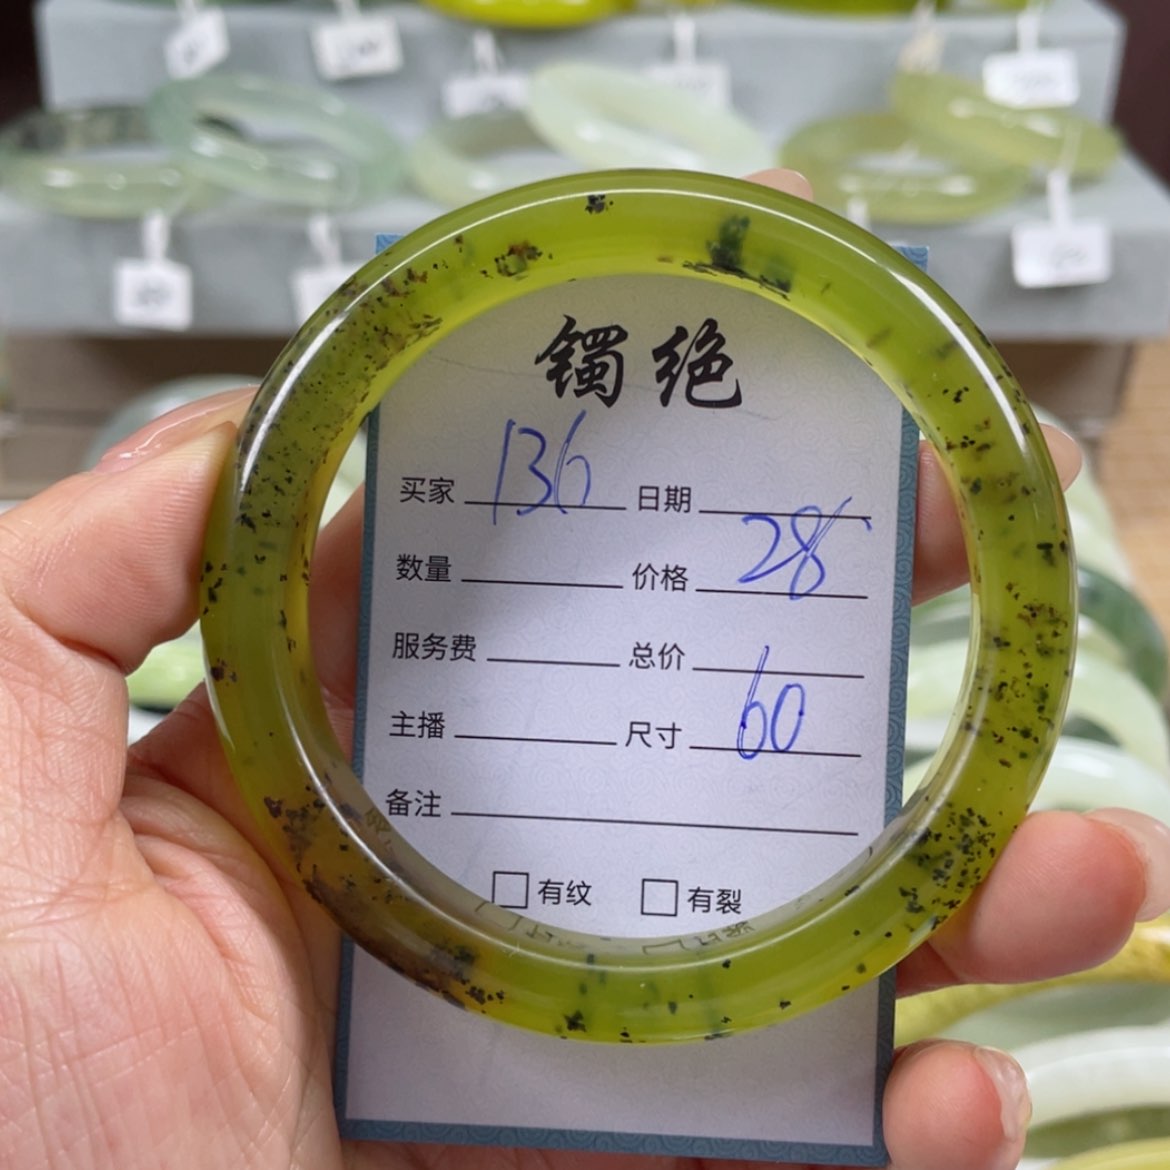 镯绝
买家 136 日期
数量 价格 28
服务费 总价
主播 尺寸 60
备注
有纹 有裂